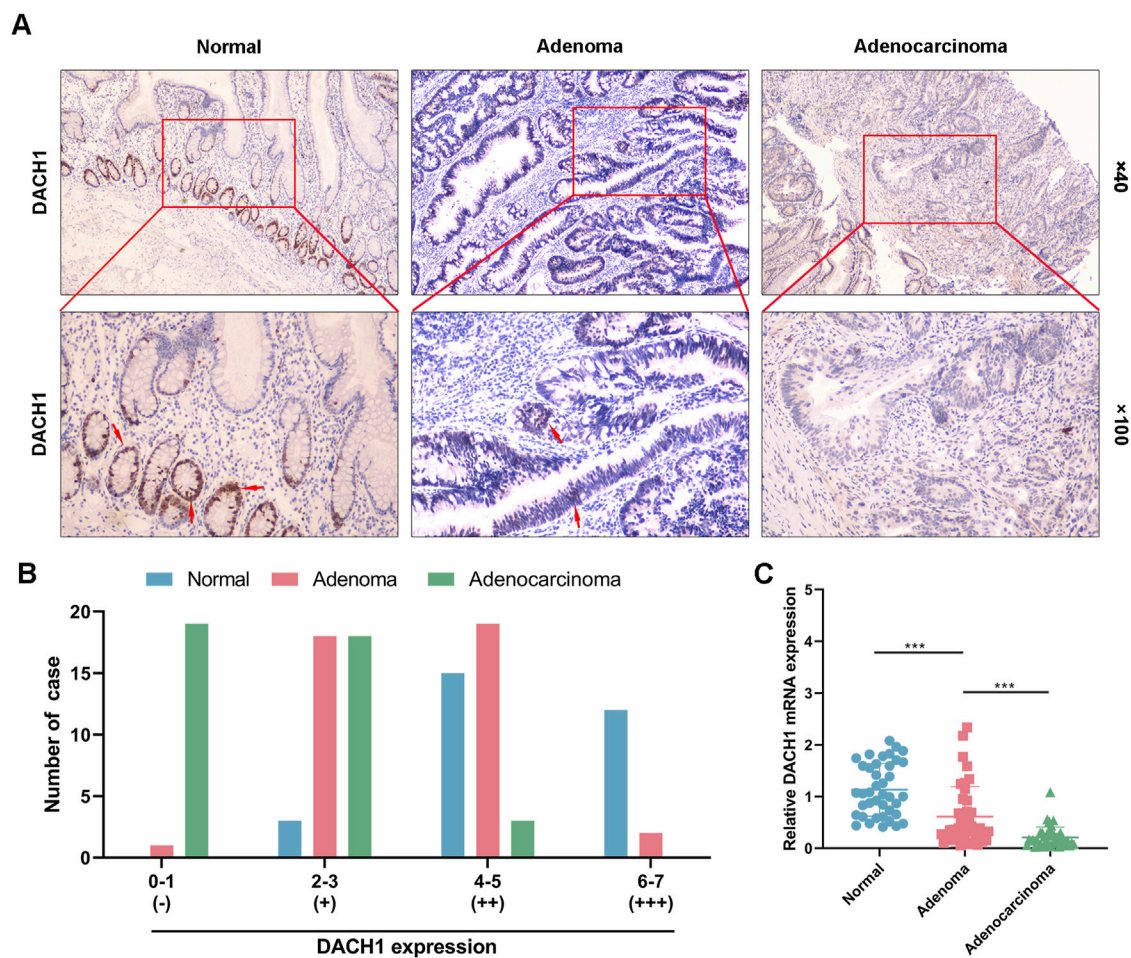 A
Normal
Adenoma
Adenocarcinoma
DACH1
×40
DACH1
×100
B
Normal
Adenoma
Adenocarcinoma
Number of case
20
15
10
5
0
0-1
(-)
2-3
(+)
4-5
(++)
6-7
(+++)
DACH1 expression
C
Relative DACH1 mRNA expression
5
4
3
2
1
0
***
***
Normal
Adenoma
Adenocarcinoma